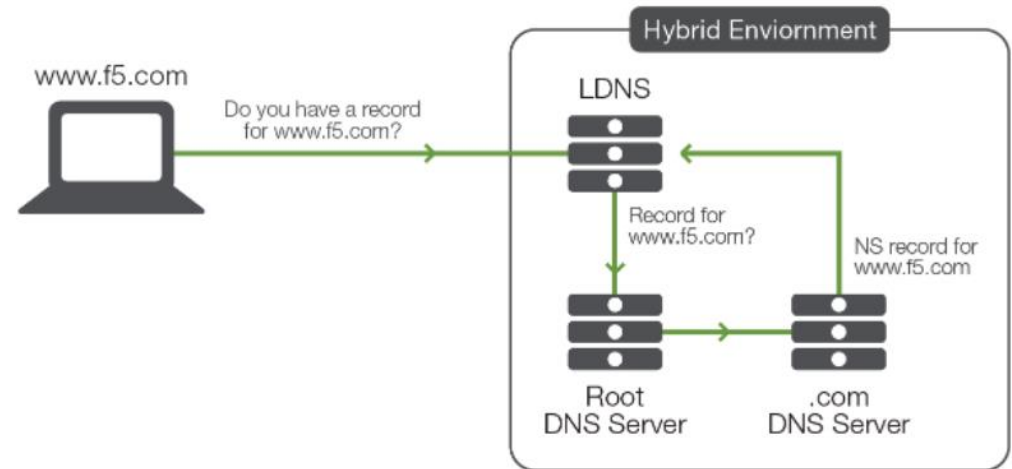 Hybrid Enviornment
www.f5.com
LDNS
Do you have a record
for www.f5.com?
Record for
www.f5.com?
NS record for
www.f5.com
Root
DNS Server
.com
DNS Server